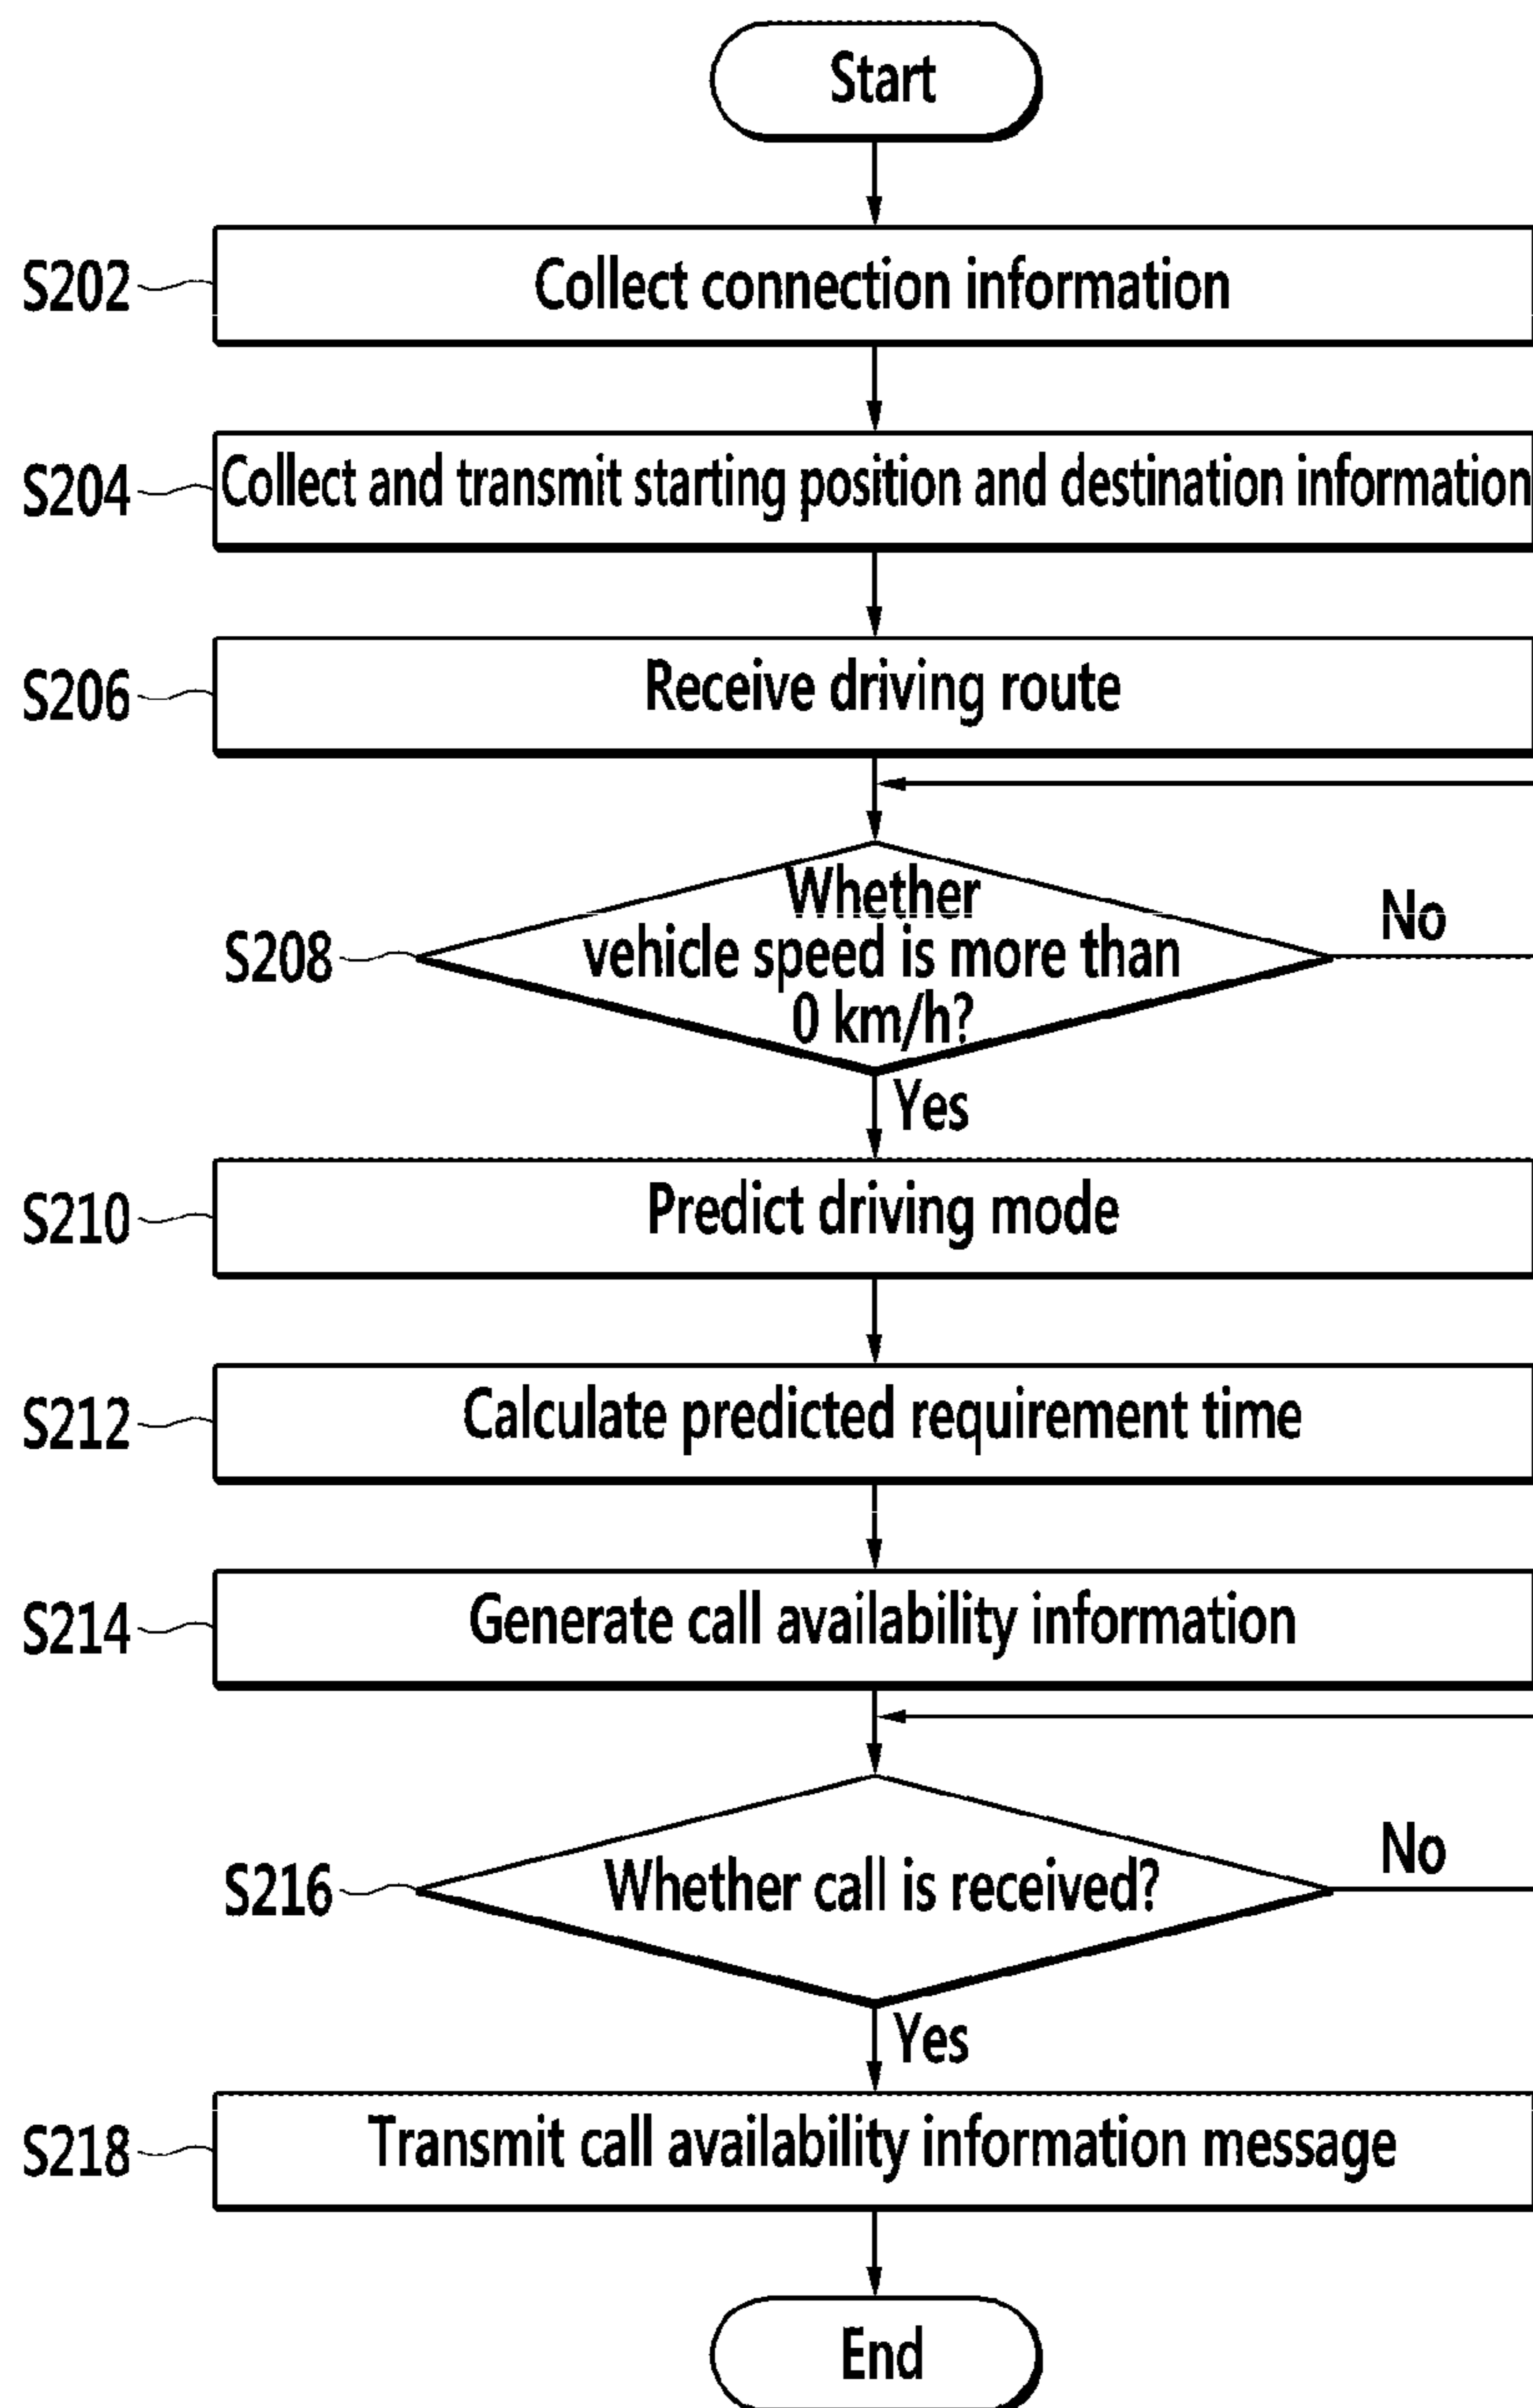 Start
S202
Collect connection information
S204
Collect and transmit starting position and destination information
S206
Receive driving route
S208
Whether
vehicle speed is more than
0 km/h?
No
Yes
S210
Predict driving mode
S212
Calculate predicted requirement time
S214
Generate call availability information
S216
Whether call is received?
No
Yes
S218
Transmit call availability information message
End